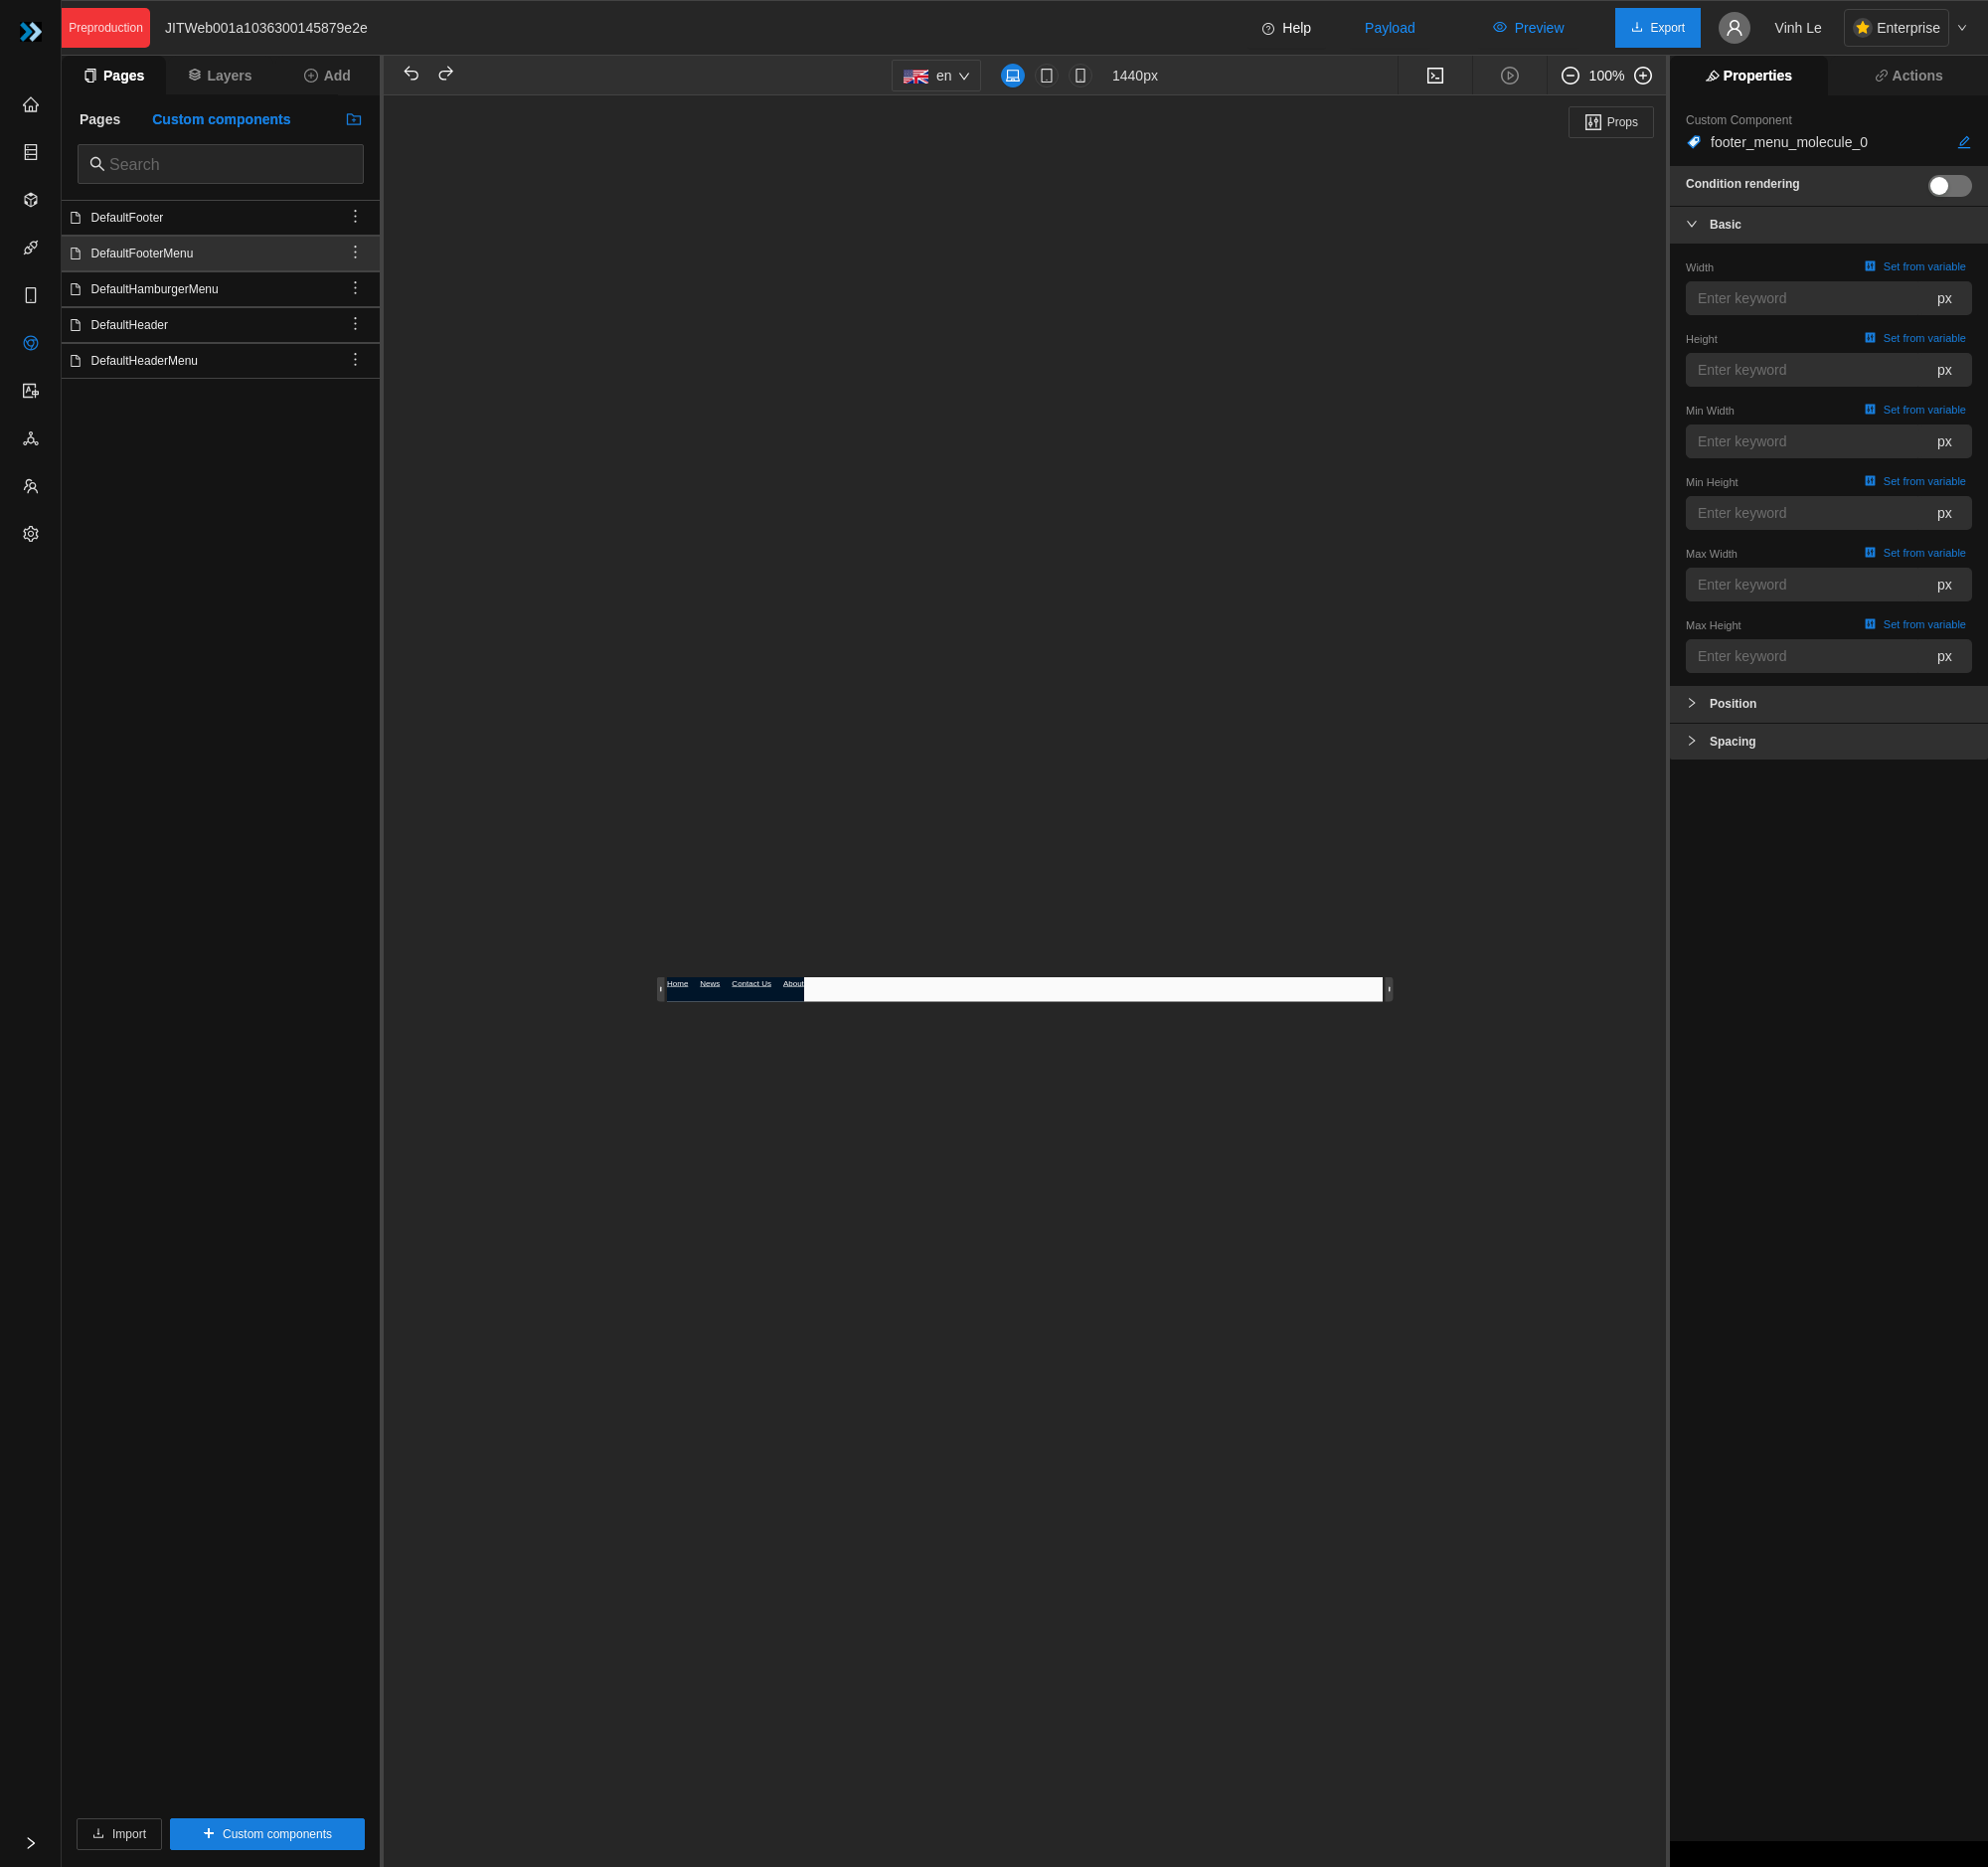 Preproduction
JITWeb001a1036300145879e2e
Help
Payload
Preview
Export
Vinh Le
Enterprise
Pages
Layers
Add
en
1440px
100%
Properties
Actions
Pages
Custom components
Search
DefaultFooter
DefaultFooterMenu
DefaultHamburgerMenu
DefaultHeader
DefaultHeaderMenu
Import
Custom components
Props
Home News Contact Us About
Custom Component
footer_menu_molecule_0
Condition rendering
Basic
Width Set from variable
Enter keyword px
Height Set from variable
Enter keyword px
Min Width Set from variable
Enter keyword px
Min Height Set from variable
Enter keyword px
Max Width Set from variable
Enter keyword px
Max Height Set from variable
Enter keyword px
Position
Spacing